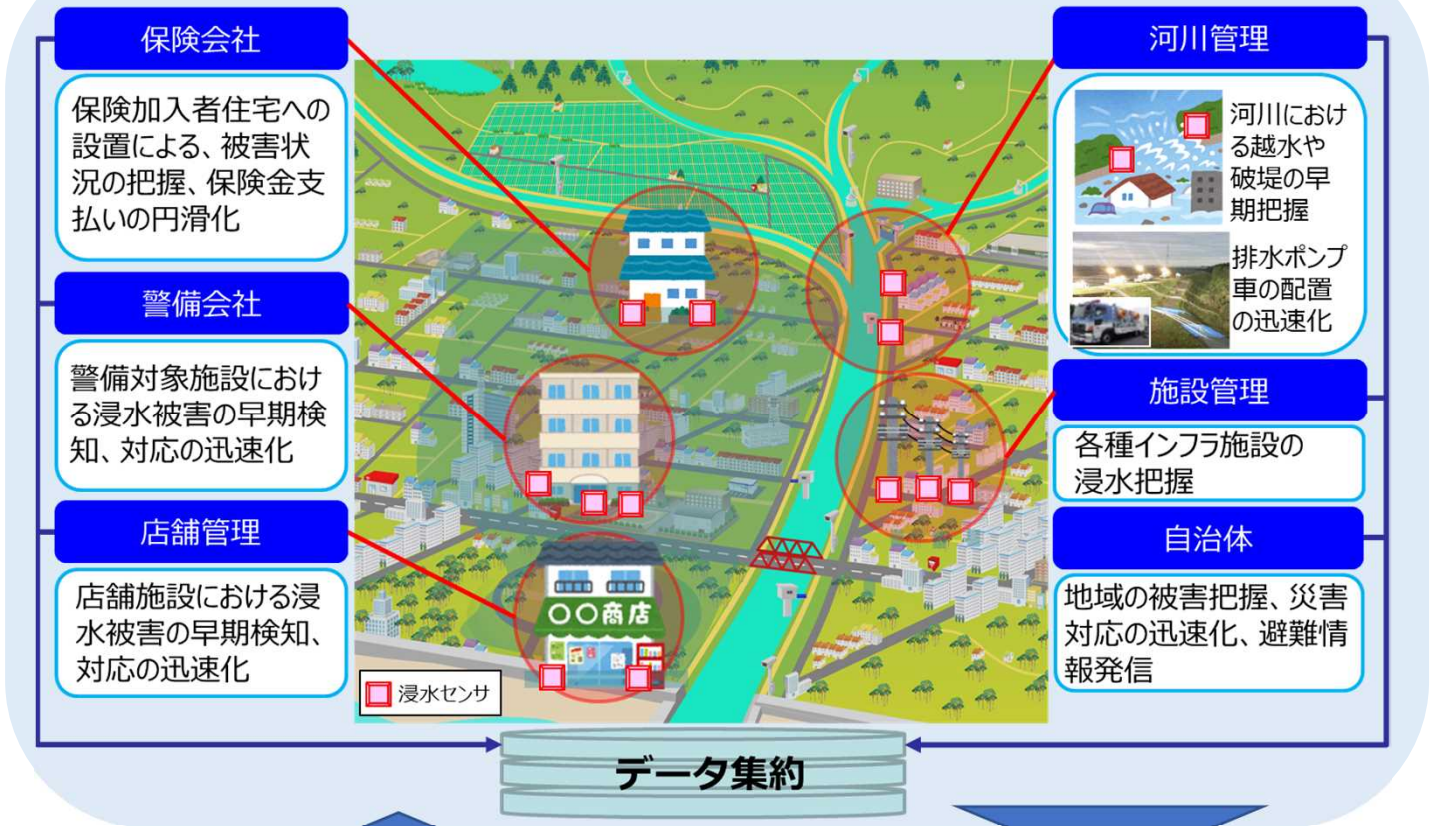 保険会社
保険加入者住宅への
設置による、被害状
況の把握、保険金支
払いの円滑化
警備会社
警備対象施設におけ
る浸水被害の早期検
知、対応の迅速化
店舗管理
店舗施設における浸
水被害の早期検知、
対応の迅速化
〇〇商店
浸水センサ
河川管理
河川におけ
る越水や
破堤の早
期把握
排水ポンプ
車の配置
の迅速化
施設管理
各種インフラ施設の
浸水把握
自治体
地域の被害把握、災害
対応の迅速化、避難情
報発信
データ集約